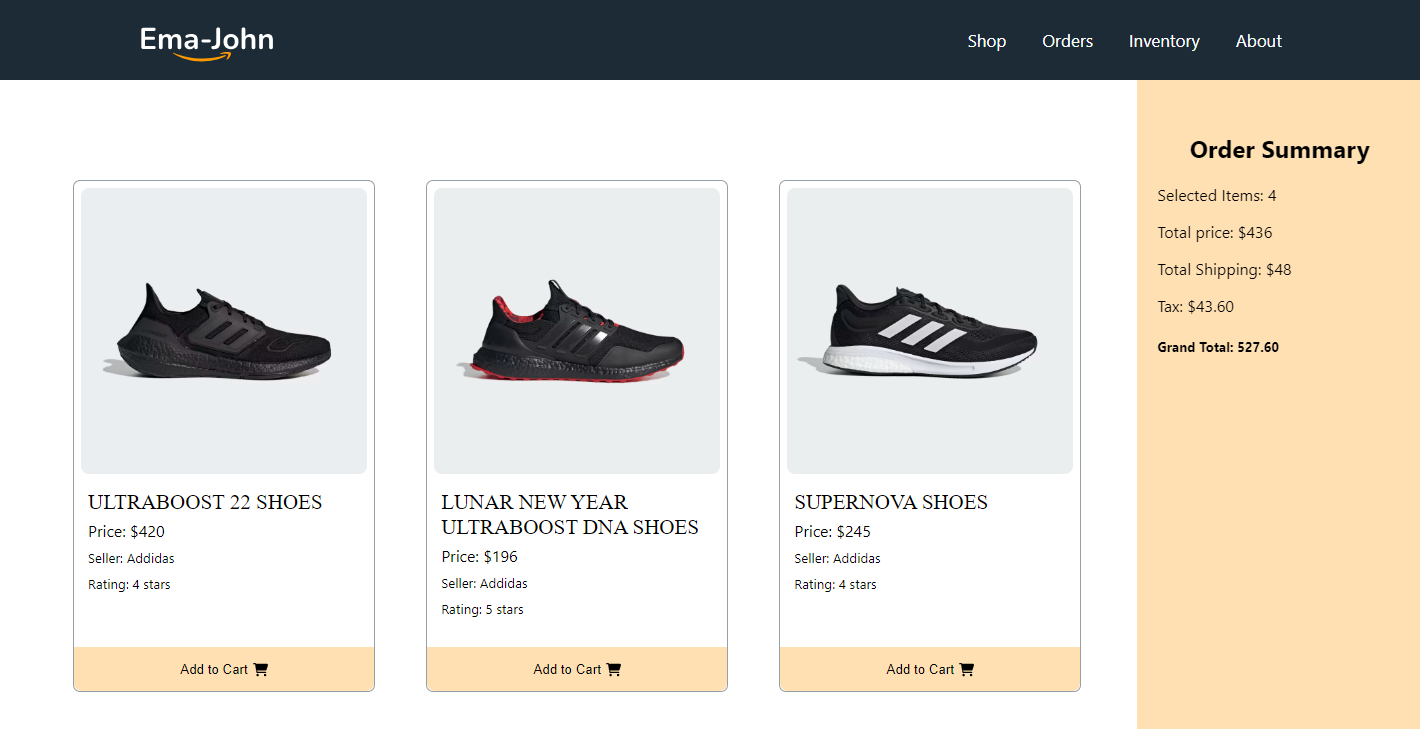 Ema-John
Shop Orders Inventory About
ULTRABOOST 22 SHOES
Price: $420
Seller: Addidas
Rating: 4 stars
Add to Cart
LUNAR NEW YEAR
ULTRABOOST DNA SHOES
Price: $196
Seller: Addidas
Rating: 5 stars
Add to Cart
SUPERNOVA SHOES
Price: $245
Seller: Addidas
Rating: 4 stars
Add to Cart
Order Summary
Selected Items: 4
Total price: $436
Total Shipping: $48
Tax: $43.60
Grand Total: 527.60